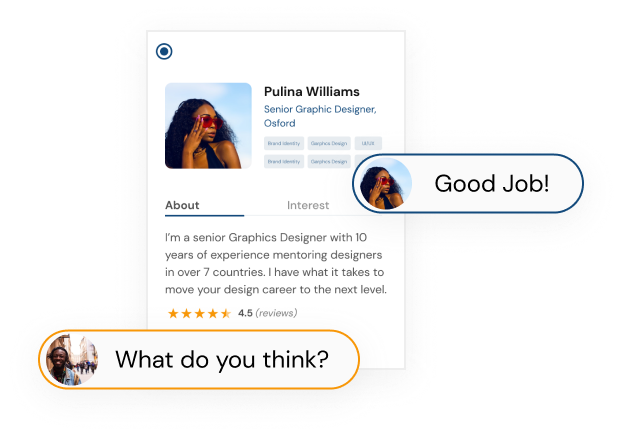 Pulina Williams
Senior Graphic Designer,
Osford
Brand Identity Garphics Design UI/UX
Brand Identity Garphics Design
Good Job!
About Interest
I'm a senior Graphics Designer with 10
years of experience mentoring designers
in over 7 countries. I have what it takes to
move your design career to the next level.
4.5 (reviews)
What do you think?